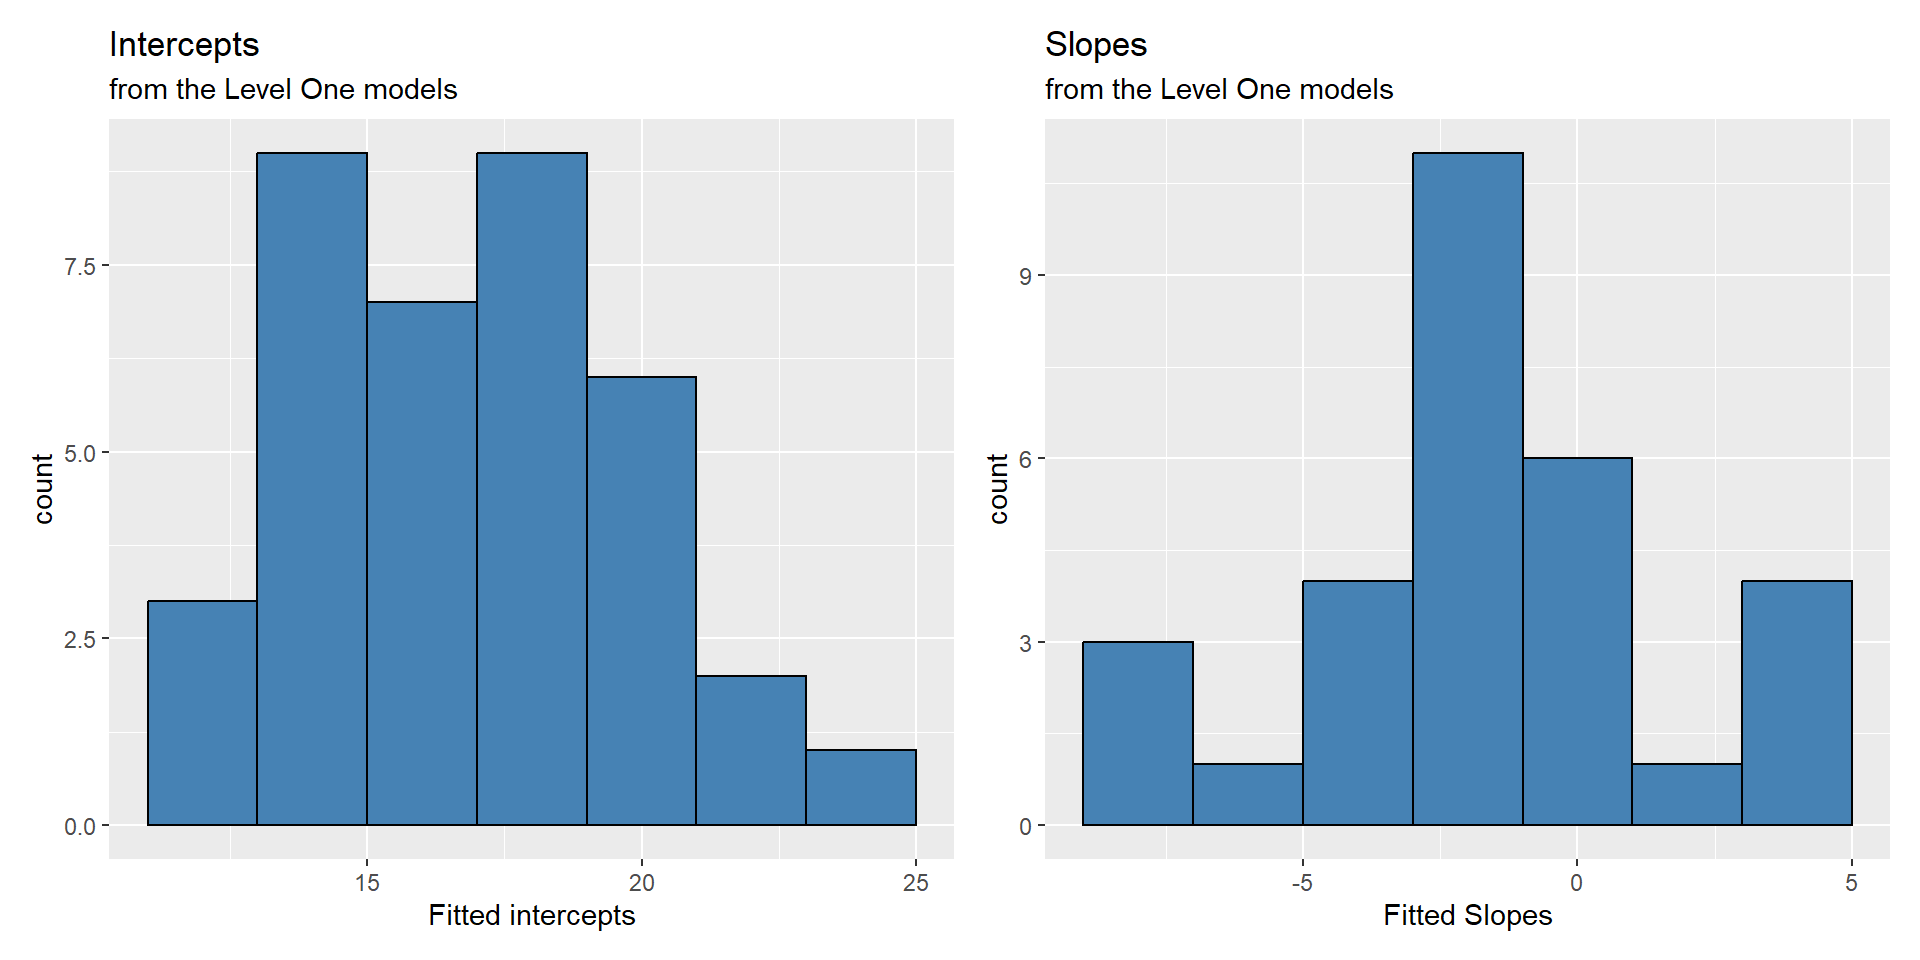 Intercepts
from the Level One models
count
7.5
5.0
2.5
0.0
15
20
25
Fitted intercepts
Slopes
from the Level One models
count
9
6
3
0
-5
0
5
Fitted Slopes